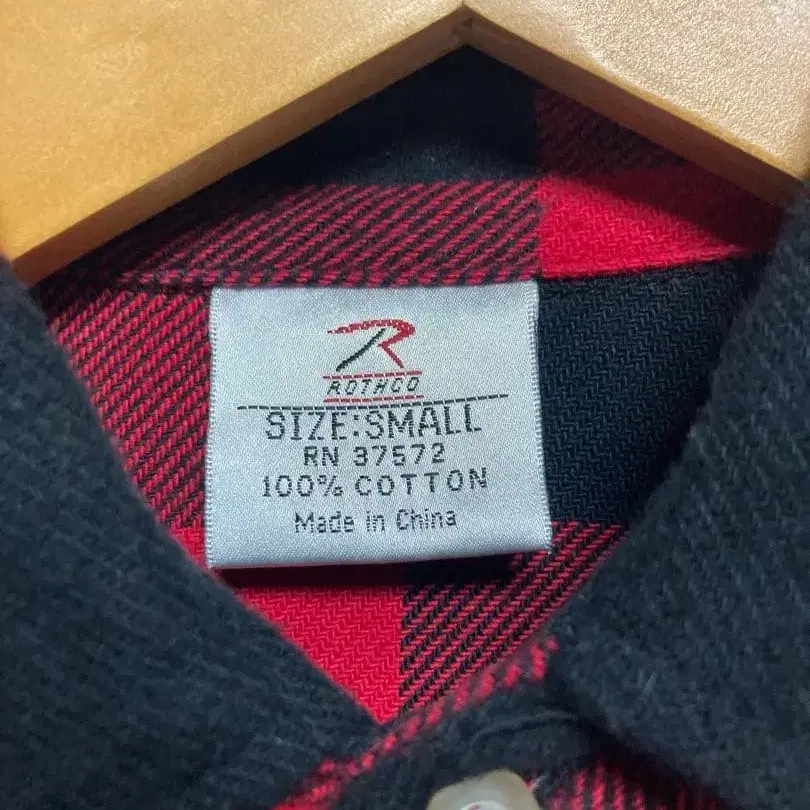 ROTHCO
SIZE:SMALL
RN 37572
100% COTTON
Made in China